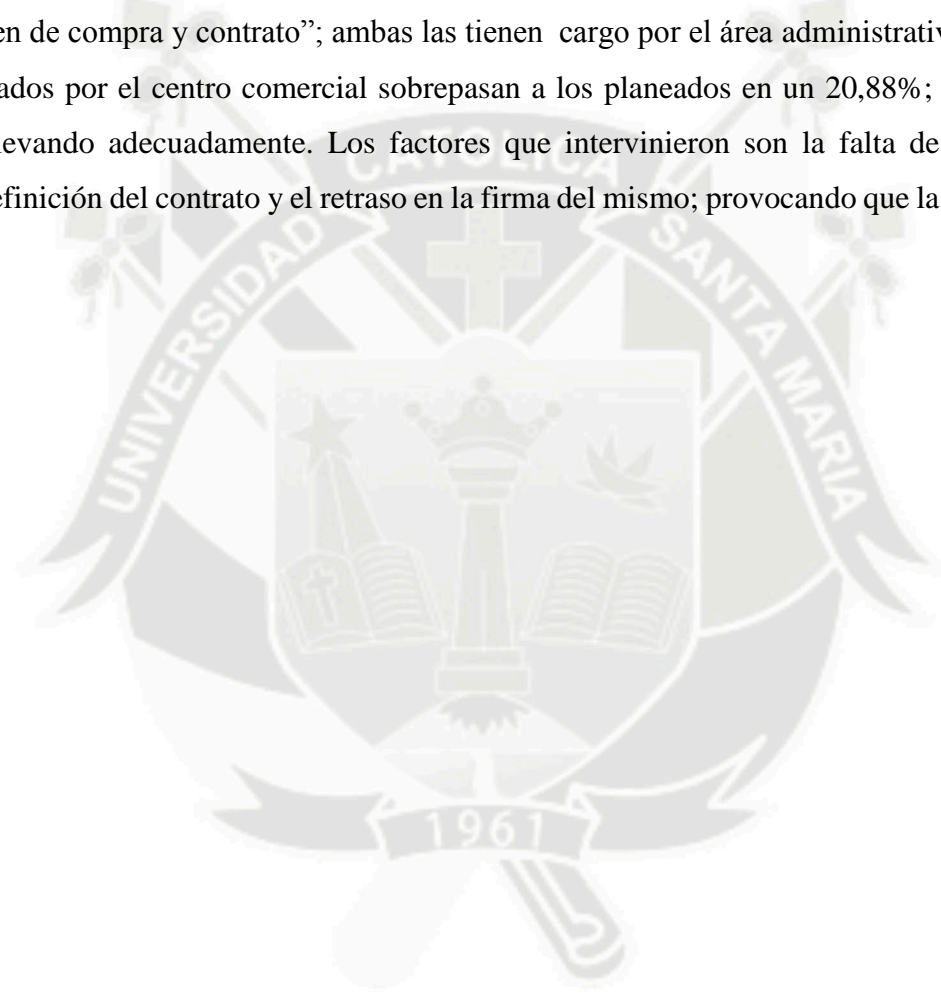 en de compra y contrato”; ambas las tienen cargo por el área administrativ
ados por el centro comercial sobrepasan a los planeados en un 20,88%;
levando adecuadamente. Los factores que intervinieron son la falta de
efinición del contrato y el retraso en la firma del mismo; provocando que la
UNIVERSIDAD CATOLICA SANTA MARIA
1961